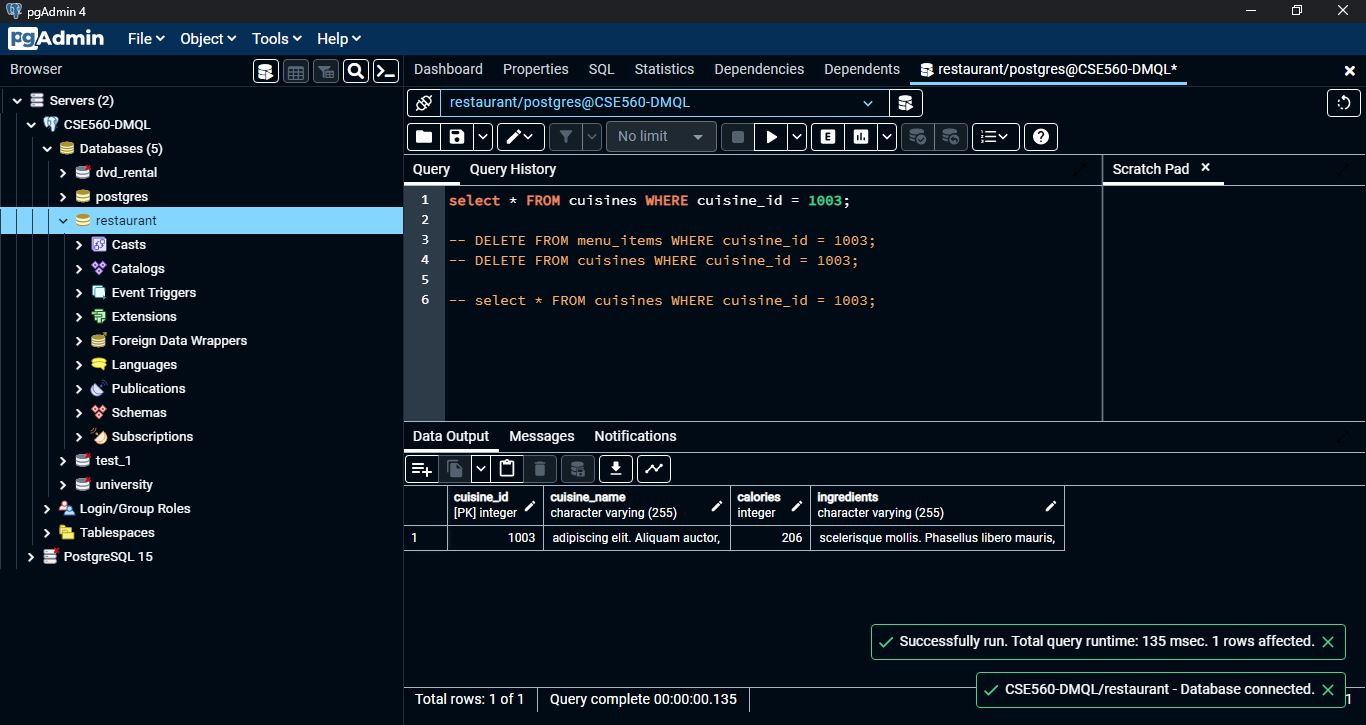 pgAdmin 4
pgAdmin File Object Tools Help
Browser
Dashboard Properties SQL Statistics Dependencies Dependents restaurant/postgres@CSE560-DMQL*
Servers (2)
CSE560-DMQL
Databases (5)
dvd_rental
postgres
restaurant
Casts
Catalogs
Event Triggers
Extensions
Foreign Data Wrappers
Languages
Publications
Schemas
Subscriptions
test_1
university
Login/Group Roles
Tablespaces
PostgreSQL 15
restaurant/postgres@CSE560-DMQL
No limit
E
Query Query History
Scratch Pad
1 select * FROM cuisines WHERE cuisine_id = 1003;
2
3 -- DELETE FROM menu_items WHERE cuisine_id = 1003;
4 -- DELETE FROM cuisines WHERE cuisine_id = 1003;
5
6 -- select * FROM cuisines WHERE cuisine_id = 1003;
Data Output Messages Notifications
cuisine_id cuisine_name calories ingredients
[PK] integer character varying (255) integer character varying (255)
1 1003 adipiscing elit. Aliquam auctor, 206 scelerisque mollis. Phasellus libero mauris,
Successfully run. Total query runtime: 135 msec. 1 rows affected.
CSE560-DMQL/restaurant - Database connected.
Total rows: 1 of 1 Query complete 00:00:00.135 1